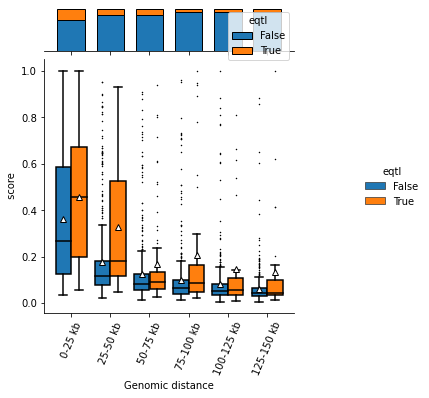 eqtl
False
True
1.0
0.8
0.6
0.4
0.2
0.0
score
eqtl
False
True
0-25 kb
25-50 kb
50-75 kb
75-100 kb
100-125 kb
125-150 kb
Genomic distance